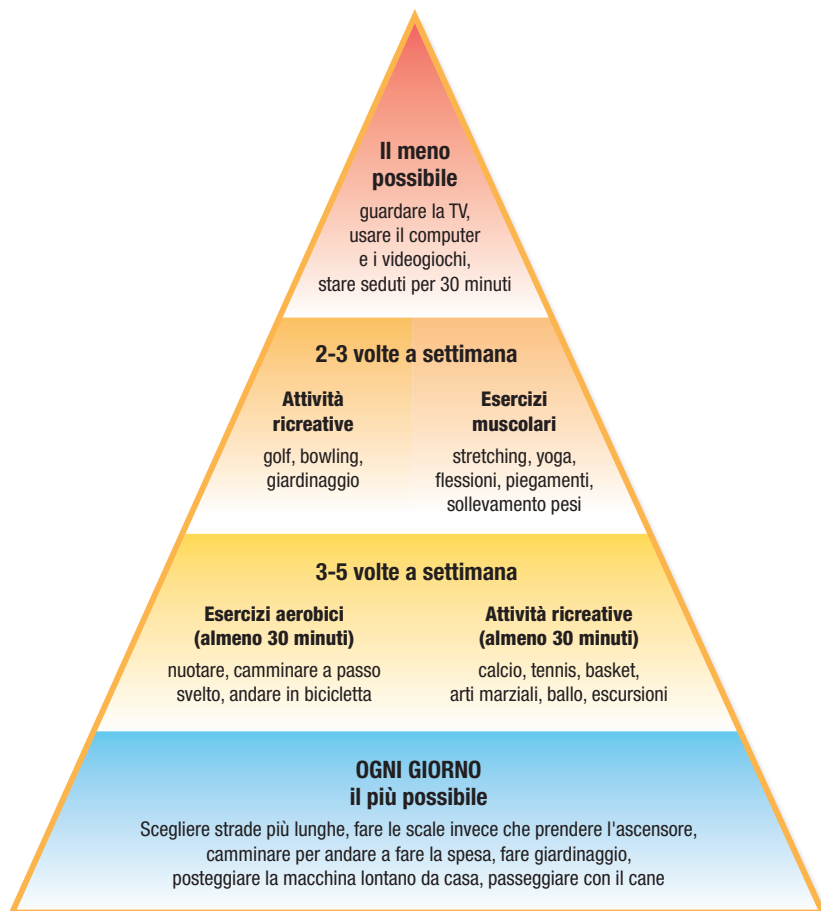 Il meno
possibile
guardare la TV,
usare il computer
e i videogiochi,
stare seduti per 30 minuti
2-3 volte a settimana
Attività
ricreative
golf, bowling,
giardinaggio
Esercizi
muscolari
stretching, yoga,
flessioni, piegamenti,
sollevamento pesi
3-5 volte a settimana
Esercizi aerobici
(almeno 30 minuti)
nuotare, camminare a passo
svelto, andare in bicicletta
Attività ricreative
(almeno 30 minuti)
calcio, tennis, basket,
arti marziali, ballo, escursioni
OGNI GIORNO
il più possibile
Scegliere strade più lunghe, fare le scale invece che prendere l'ascensore,
camminare per andare a fare la spesa, fare giardinaggio,
posteggiare la macchina lontano da casa, passeggiare con il cane